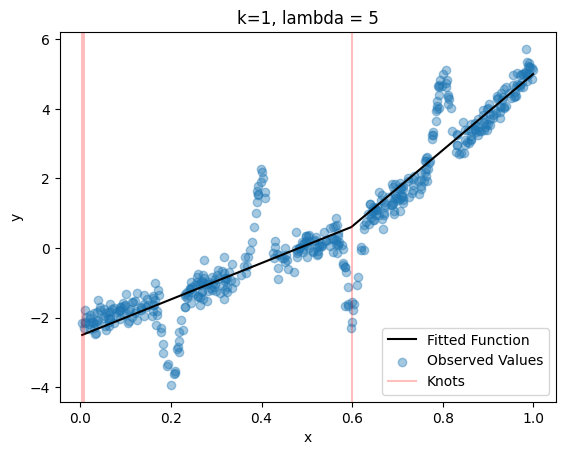 k=1, lambda = 5
y
6
4
2
0
−2
−4
0.0 0.2 0.4 0.6 0.8 1.0
x
Fitted Function
Observed Values
Knots